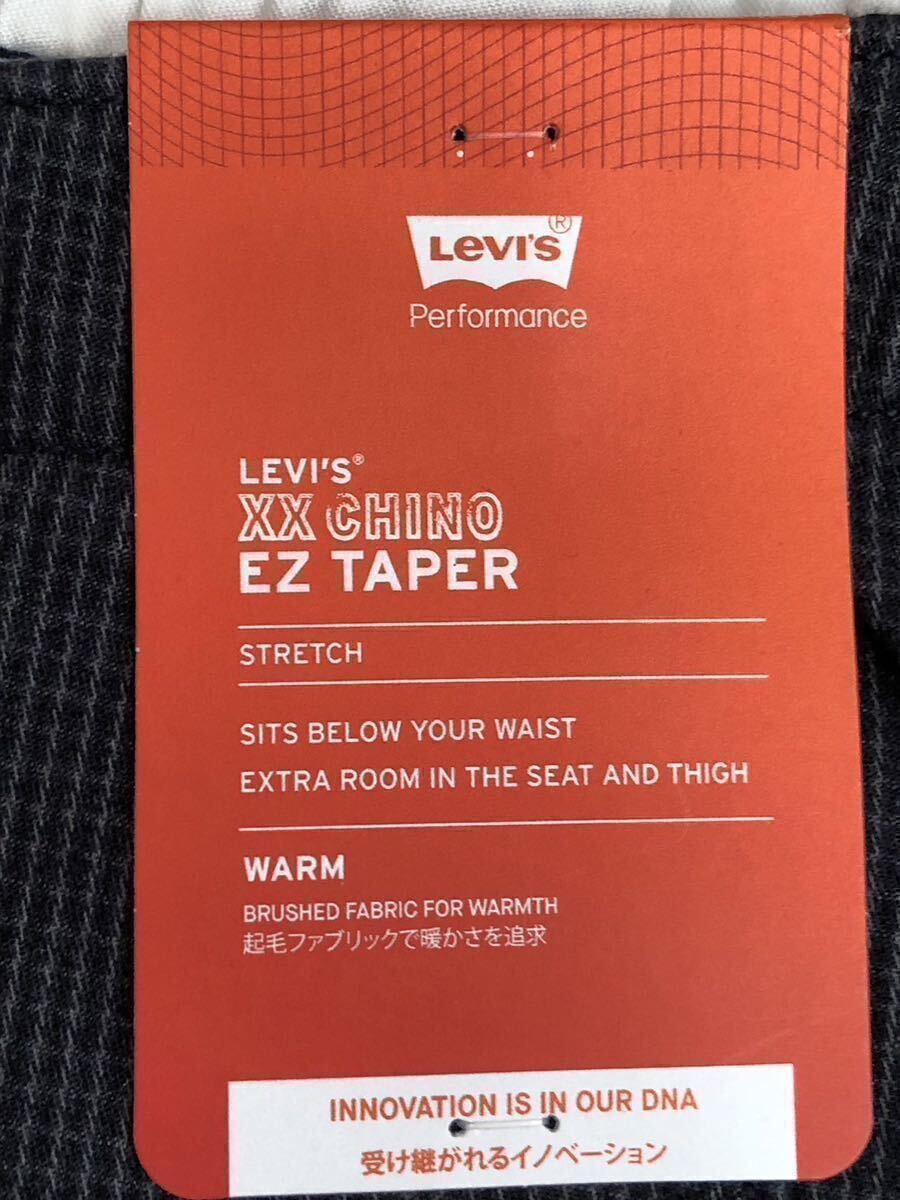 LEVI'S®
Performance
LEVI'S®
XX CHINO
EZ TAPER
STRETCH
SITS BELOW YOUR WAIST
EXTRA ROOM IN THE SEAT AND THIGH
WARM
BRUSHED FABRIC FOR WARMTH
起毛ファブリックで暖かさを追求
INNOVATION IS IN OUR DNA
受け継がれるイノベーション